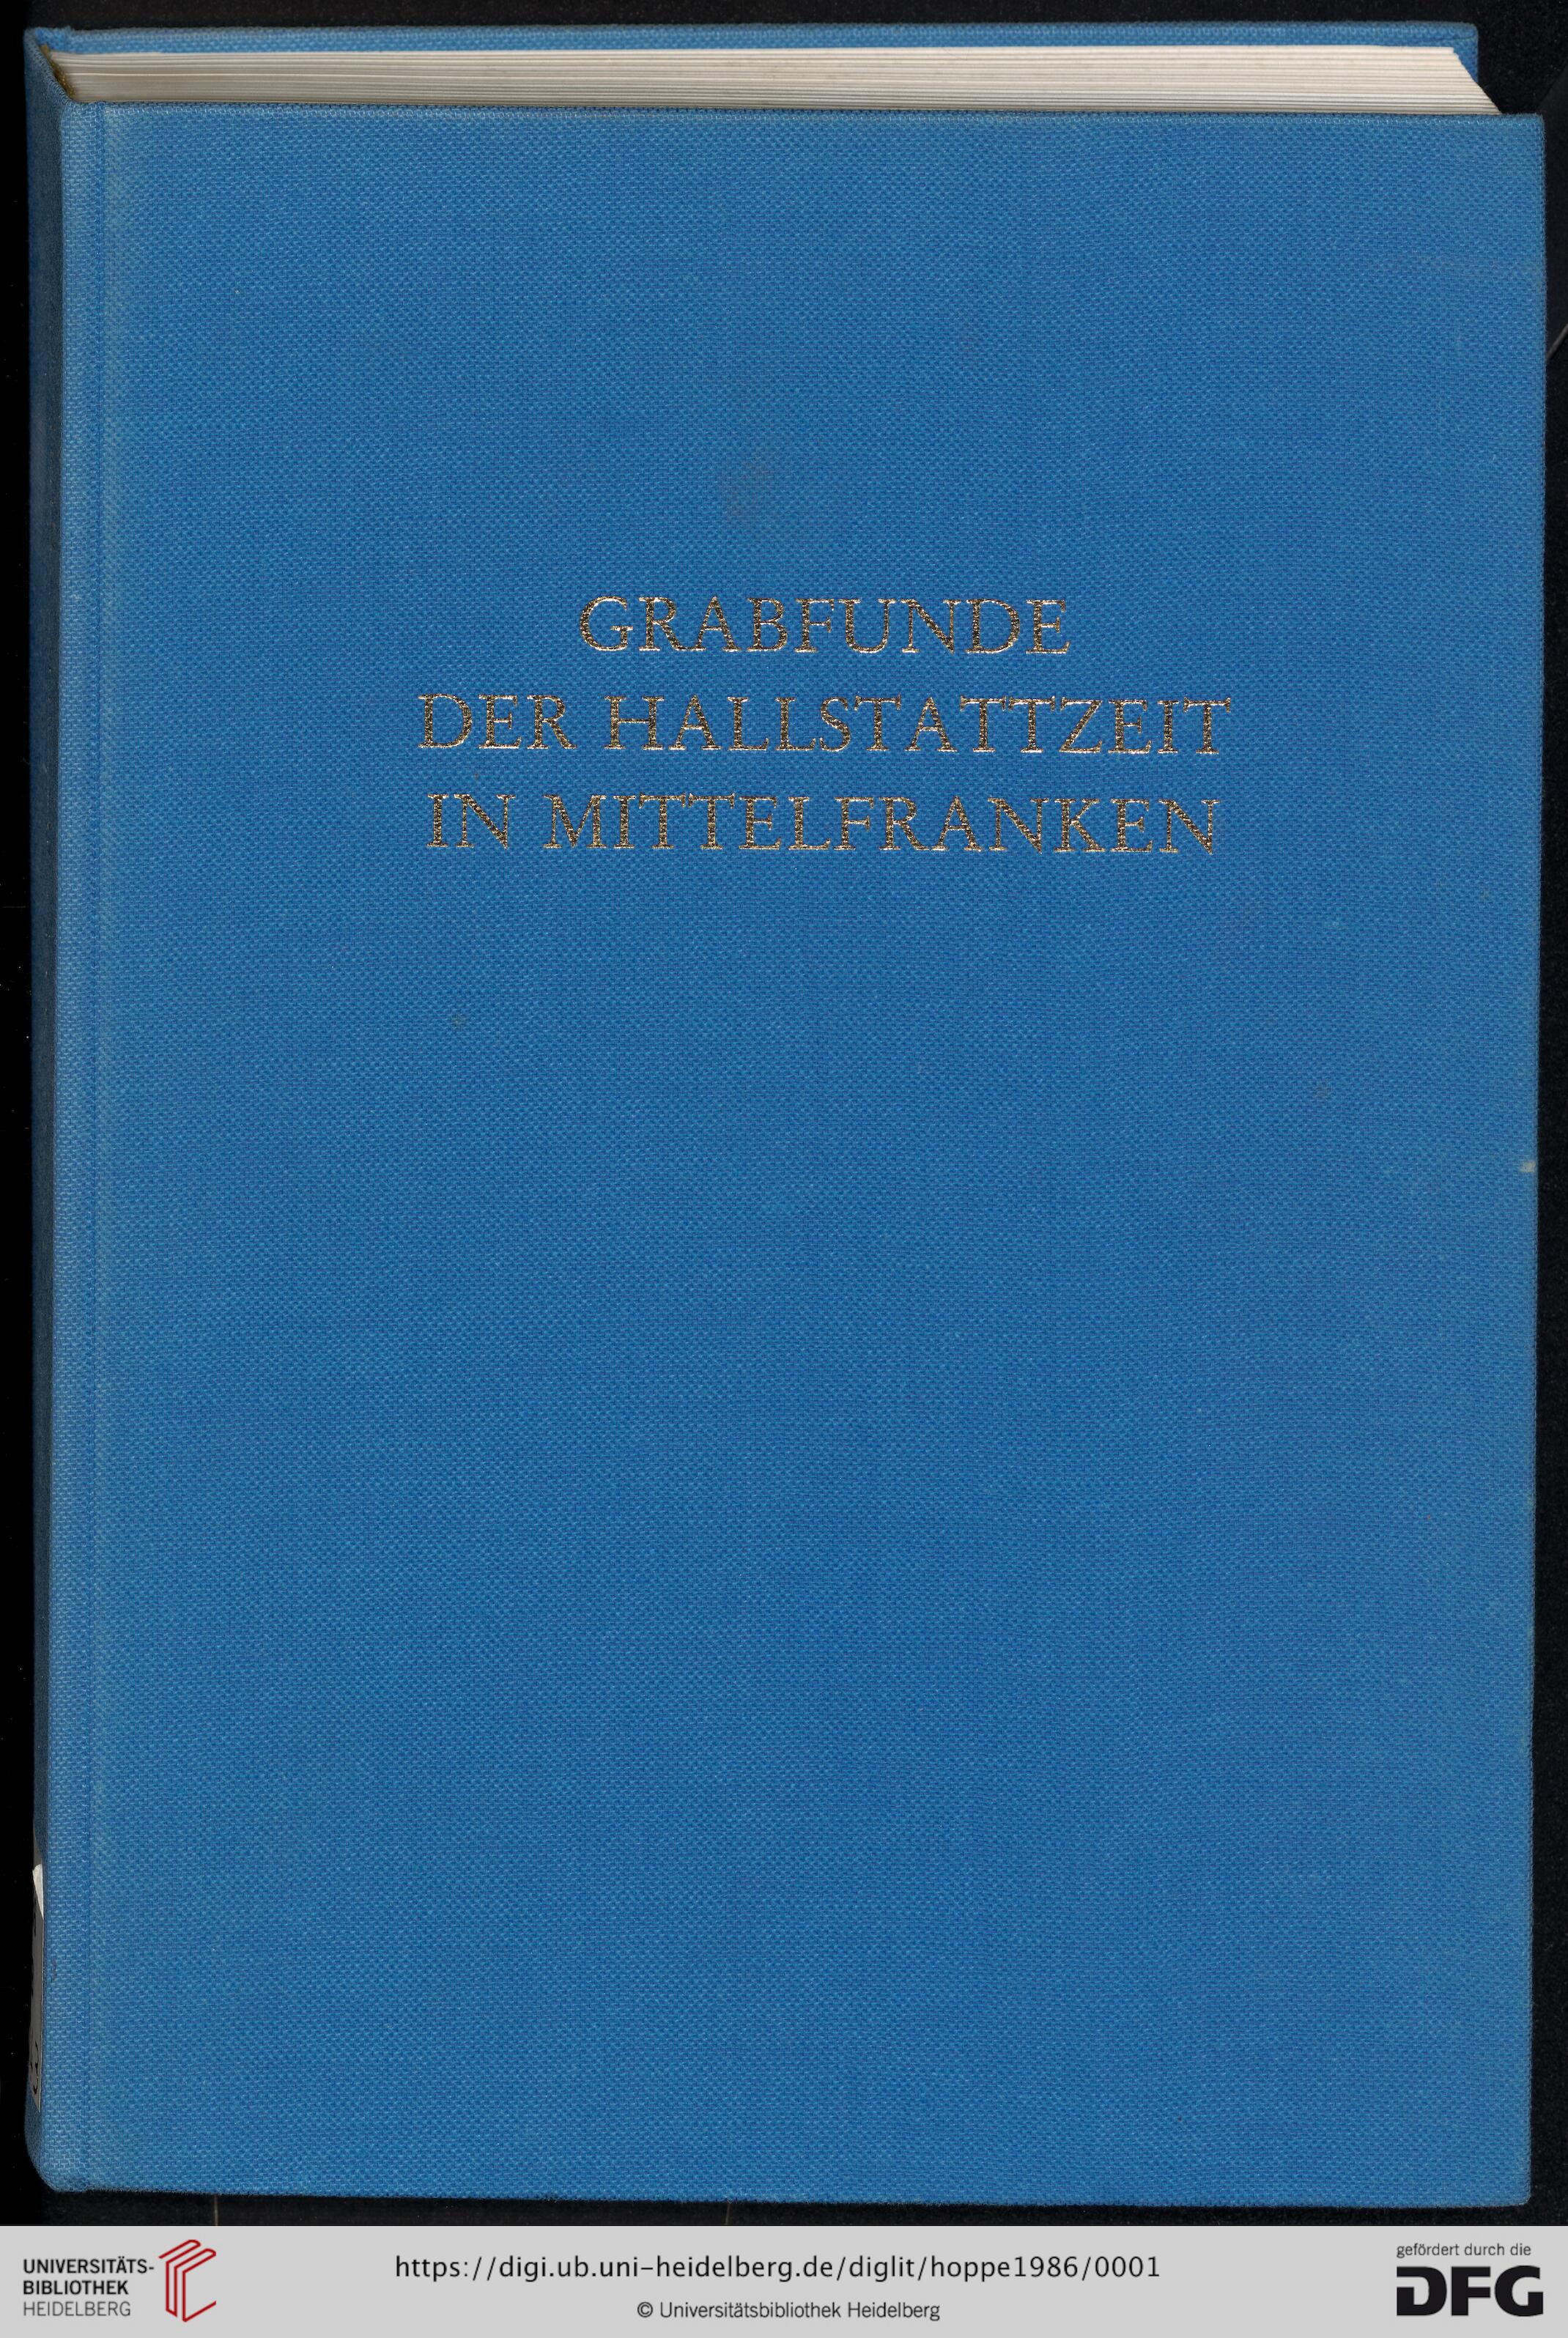 GRABFUNDE
DER HALLSTATTZEIT
IN MITTELFRANKEN
UNIVERSITÄTS-
BIBLIOTHEK
HEIDELBERG
https://digi.ub.uni-heidelberg.de/diglit/hoppe1986/0001
© Universitätsbibliothek Heidelberg
gefördert durch die
DFG